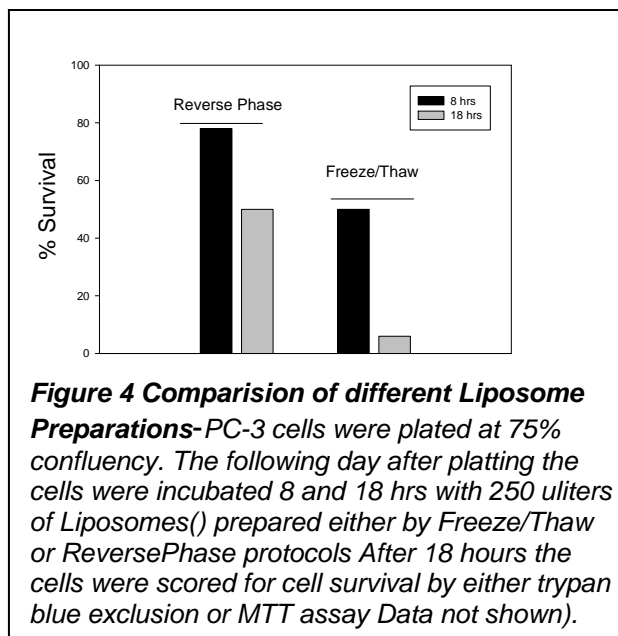 100
80
60
40
20
0
% Survival
Reverse Phase
Freeze/Thaw
8 hrs
18 hrs
Figure 4 Comparision of different Liposome
Preparations-PC-3 cells were plated at 75%
confluency. The following day after platting the
cells were incubated 8 and 18 hrs with 250 uliters
of Liposomes() prepared either by Freeze/Thaw
or ReversePhase protocols After 18 hours the
cells were scored for cell survival by either trypan
blue exclusion or MTT assay Data not shown).